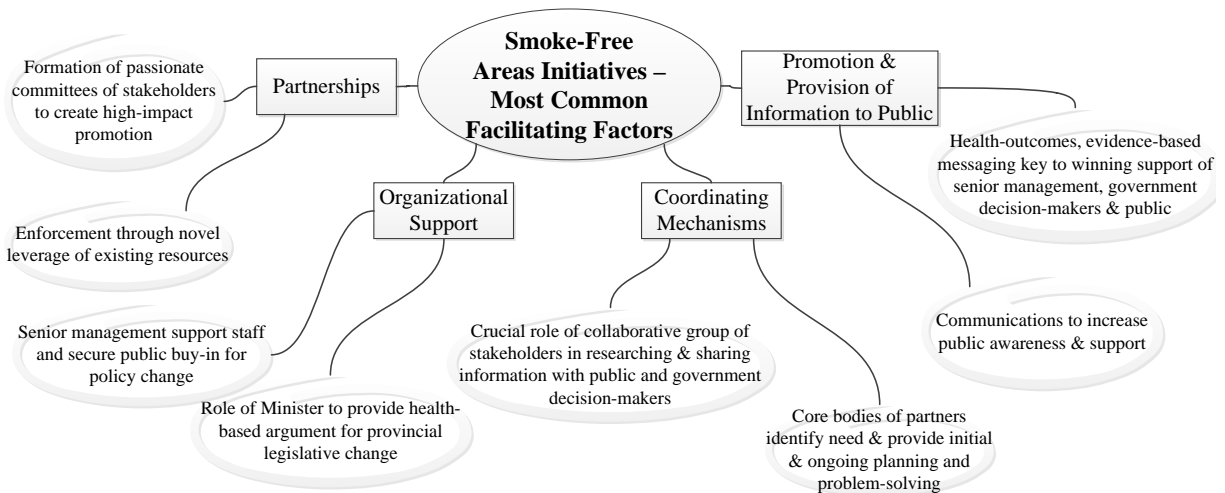 Smoke-Free
Areas Initiatives –
Most Common
Facilitating Factors
Partnerships
Formation of passionate
committees of stakeholders
to create high-impact
promotion
Enforcement through novel
leverage of existing resources
Organizational
Support
Senior management support staff
and secure public buy-in for
policy change
Role of Minister to provide health-
based argument for provincial
legislative change
Coordinating
Mechanisms
Crucial role of collaborative group of
stakeholders in researching & sharing
information with public and government
decision-makers
Core bodies of partners
identify need & provide initial
& ongoing planning and
problem-solving
Promotion &
Provision of
Information to Public
Health-outcomes, evidence-based
messaging key to winning support of
senior management, government
decision-makers & public
Communications to increase
public awareness & support